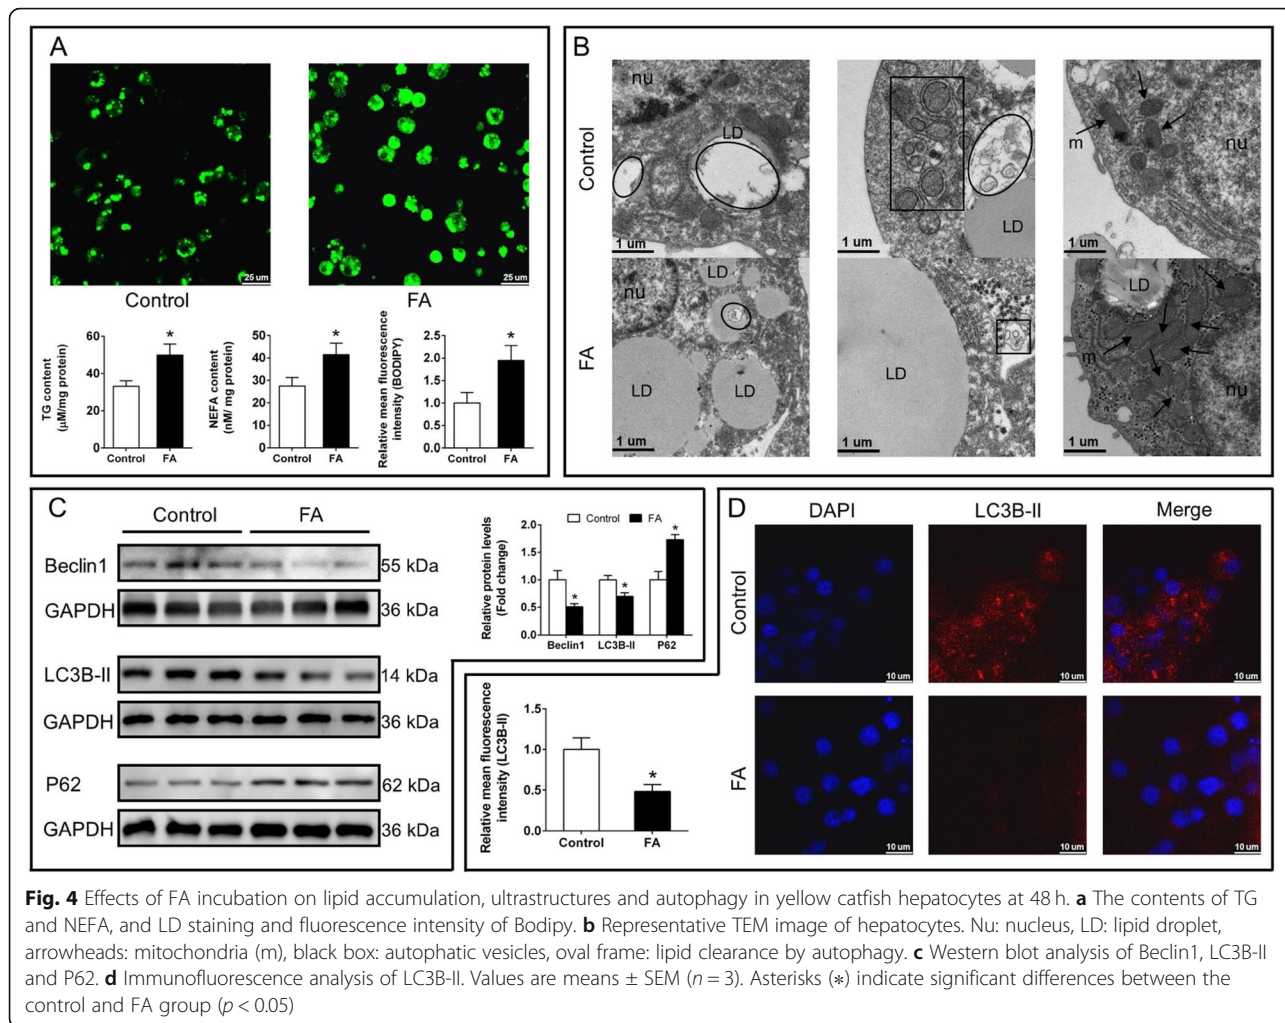 A
25 um
25 um
Control
FA
TG content
(μM/mg protein)
60
40
20
0
Control
FA
*
NEFA content
(nM/ mg protein)
50
40
30
20
10
0
Control
FA
*
Relative mean fluorescence
intensity (BODIPY)
2.5
2.0
1.5
1.0
0.5
0.0
Control
FA
*
B
Control
FA
nu
LD
1 um
LD
1 um
m
nu
1 um
nu
LD
LD
LD
1 um
LD
1 um
LD
m
nu
1 um
C
Control
FA
Beclin1
55 kDa
GAPDH
36 kDa
LC3B-II
14 kDa
GAPDH
36 kDa
P62
62 kDa
GAPDH
36 kDa
Relative protein levels
(Fold change)
Control
FA
2.0
1.5
1.0
0.5
0.0
*
*
*
Beclin1
LC3B-II
P62
Relative mean fluorescence
intensity (LC3B-II)
1.5
1.0
0.5
0.0
*
Control
FA
D
DAPI
LC3B-II
Merge
Control
10 um
10 um
10 um
FA
10 um
10 um
10 um
Fig. 4 Effects of FA incubation on lipid accumulation, ultrastructures and autophagy in yellow catfish hepatocytes at 48 h. a The contents of TG
and NEFA, and LD staining and fluorescence intensity of Bodipy. b Representative TEM image of hepatocytes. Nu: nucleus, LD: lipid droplet,
arrowheads: mitochondria (m), black box: autophatic vesicles, oval frame: lipid clearance by autophagy. c Western blot analysis of Beclin1, LC3B-II
and P62. d Immunofluorescence analysis of LC3B-II. Values are means ± SEM (n = 3). Asterisks (*) indicate significant differences between the
control and FA group (p < 0.05)